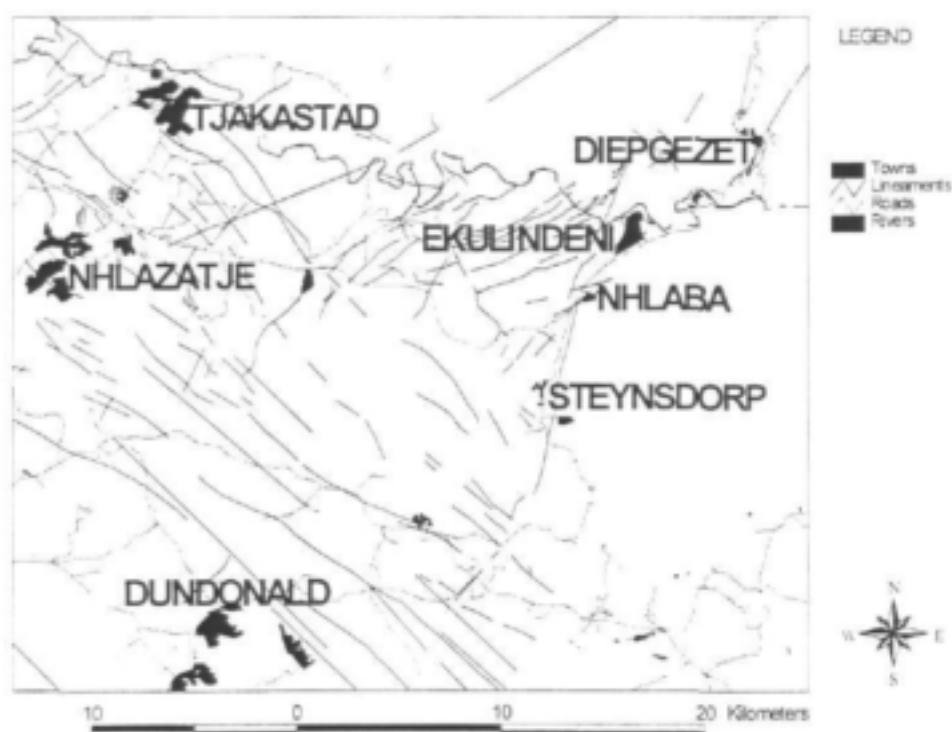 LEGEND
TJAKASTAD
DIEPGEZET
Towns
Lineaments
Roads
Rivers
EKULINDENI
NHLAZATJE
NHLABA
STEYNSDORP
DUNDONALD
N
W E
S
10 0 10 20 Kilometers